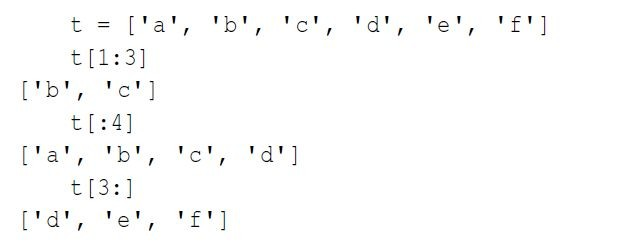 t = ['a', 'b', 'c', 'd', 'e', 'f']
t[1:3]
['b', 'c']
t[:4]
['a', 'b', 'c', 'd']
t[3:]
['d', 'e', 'f']